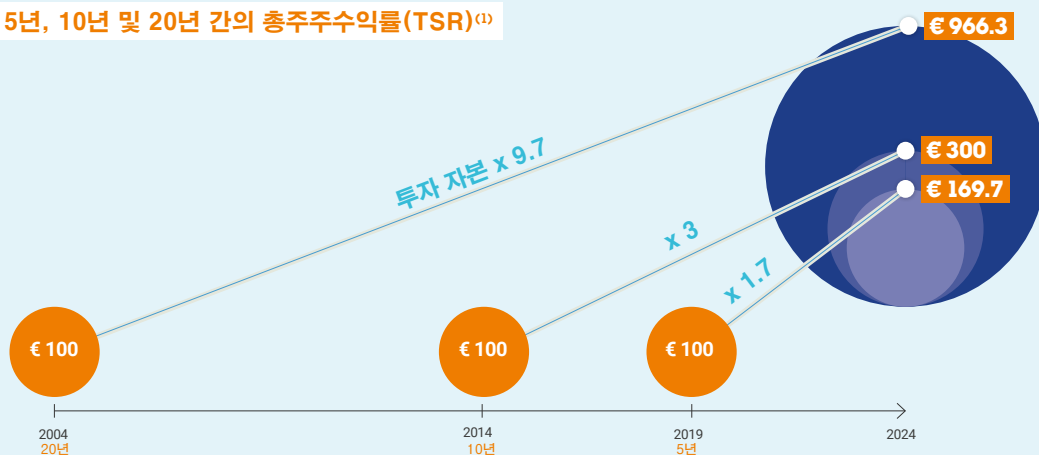 5년, 10년 및 20년 간의 총주주수익률(TSR)⁽¹⁾
€ 966.3
투자 자본 x 9.7
€ 300
€ 169.7
x 3
x 1.7
€ 100
€ 100
€ 100
2004
20년
2014
10년
2019
5년
2024